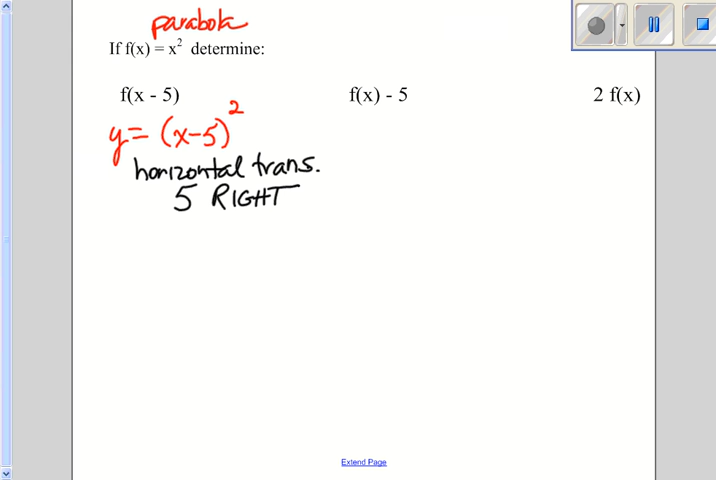 parabola
If f(x) = x² determine:
f(x - 5) f(x) - 5 2 f(x)
y = (x-5)²
horizontal trans.
5 RIGHT
Extend Page